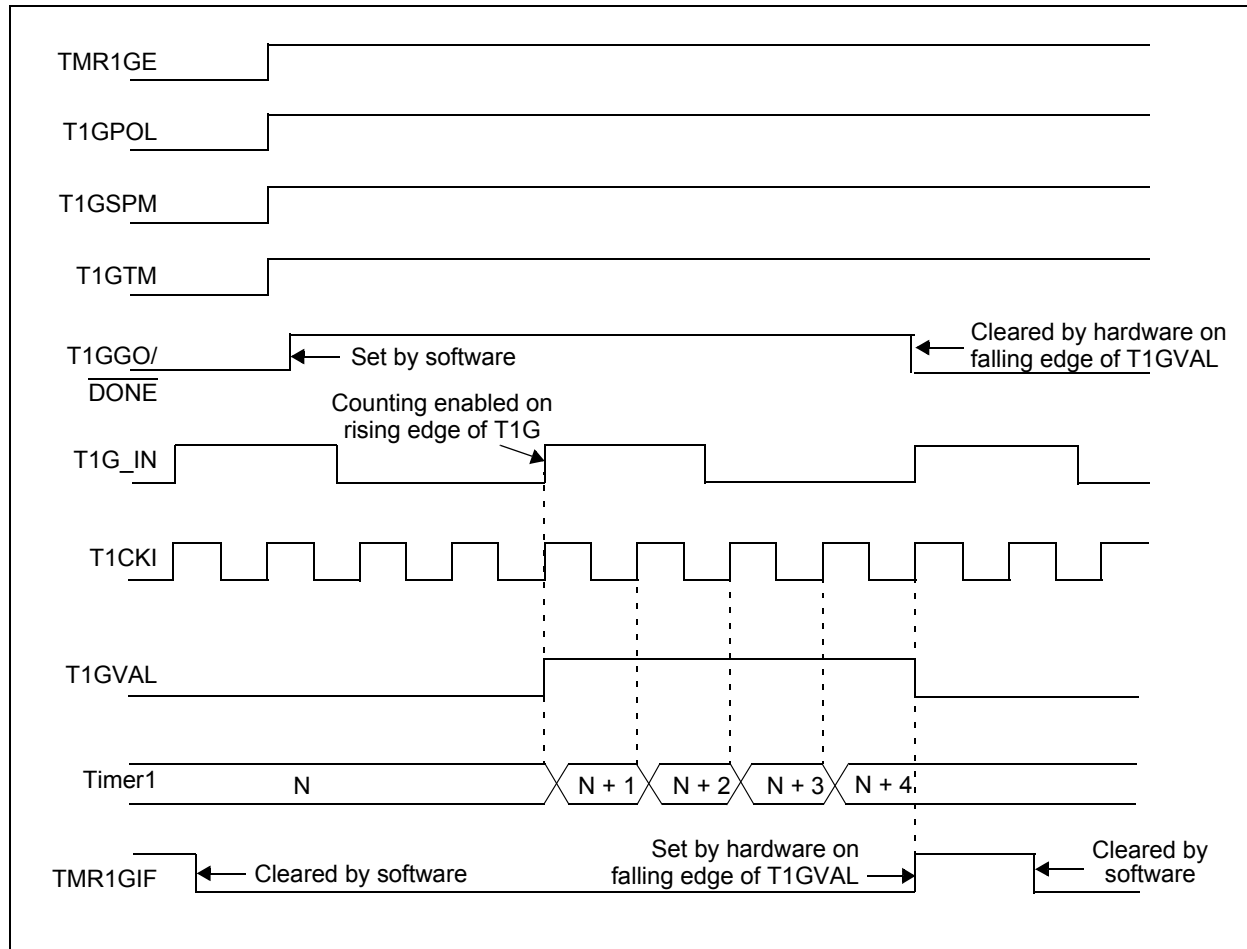 TMR1GE
T1GPOL
T1GSPM
T1GTM
T1GGO/
DONE
Set by software
Cleared by hardware on
falling edge of T1GVAL
Counting enabled on
rising edge of T1G
T1G_IN
T1CKI
T1GVAL
Timer1
N
N + 1
N + 2
N + 3
N + 4
TMR1GIF
Cleared by software
Set by hardware on
falling edge of T1GVAL
Cleared by
software